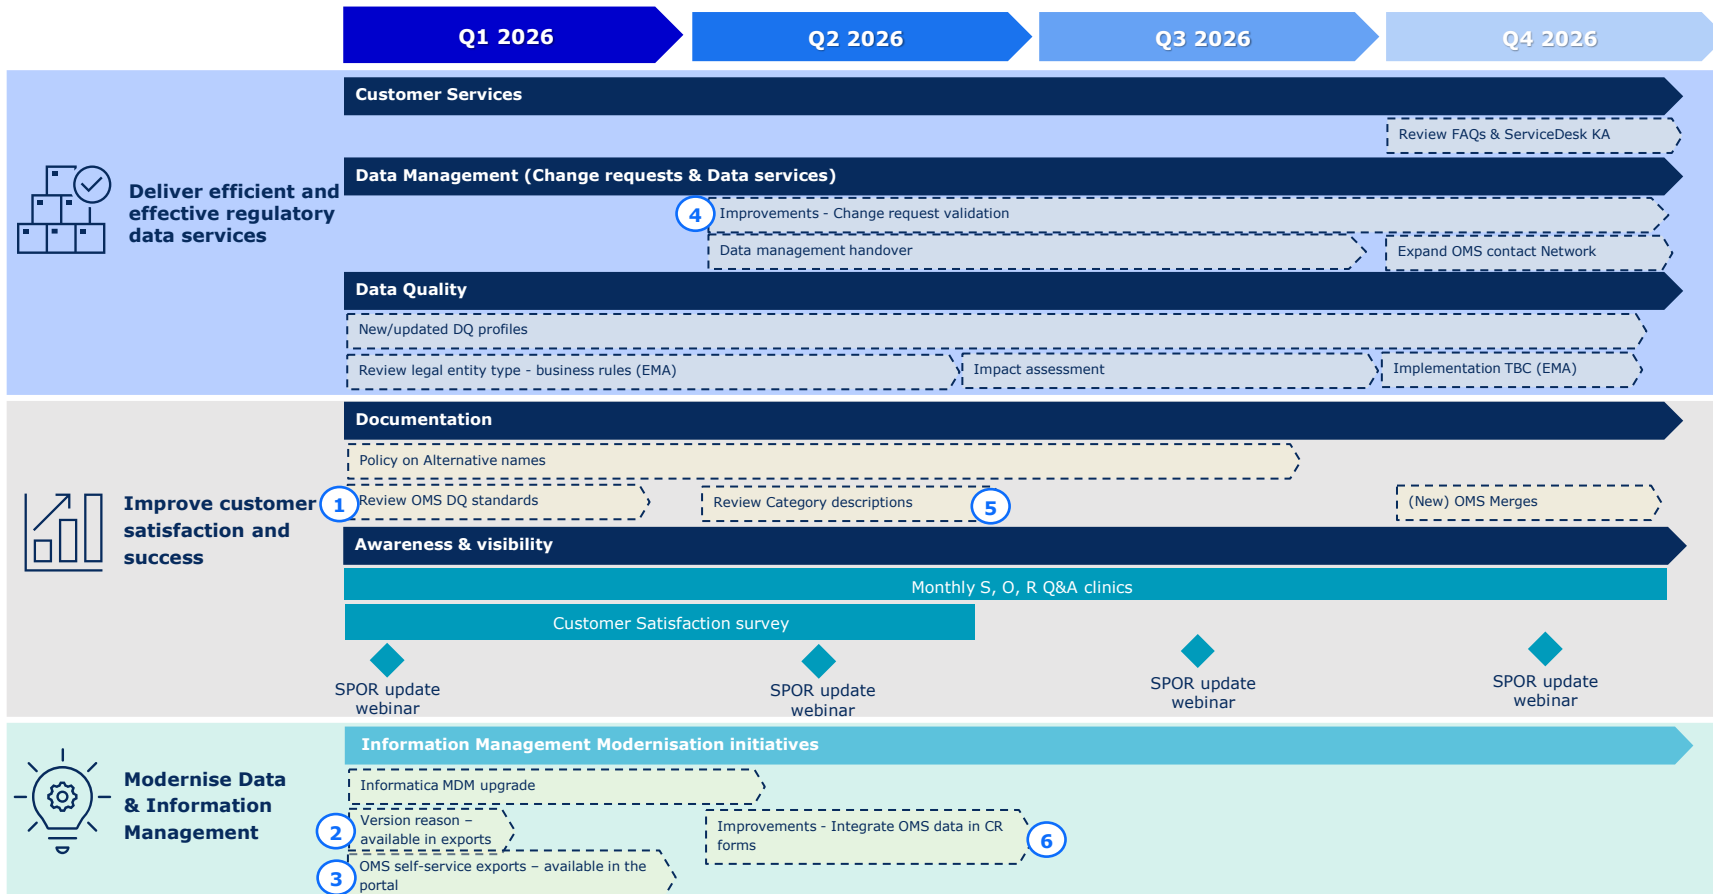 Q1 2026
Q2 2026
Q3 2026
Q4 2026
Deliver efficient and
effective regulatory
data services
Customer Services
Review FAQs & ServiceDesk KA
Data Management (Change requests & Data services)
4
Improvements - Change request validation
Data management handover
Expand OMS contact Network
Data Quality
New/updated DQ profiles
Review legal entity type - business rules (EMA)
Impact assessment
Implementation TBC (EMA)
Improve customer
satisfaction and
success
Documentation
Policy on Alternative names
1
Review OMS DQ standards
Review Category descriptions
5
(New) OMS Merges
Awareness & visibility
Monthly S, O, R Q&A clinics
Customer Satisfaction survey
SPOR update
webinar
SPOR update
webinar
SPOR update
webinar
SPOR update
webinar
Modernise Data
& Information
Management
Information Management Modernisation initiatives
Informatica MDM upgrade
2
Version reason –
available in exports
Improvements - Integrate OMS data in CR
forms
6
3
OMS self-service exports – available in the
portal